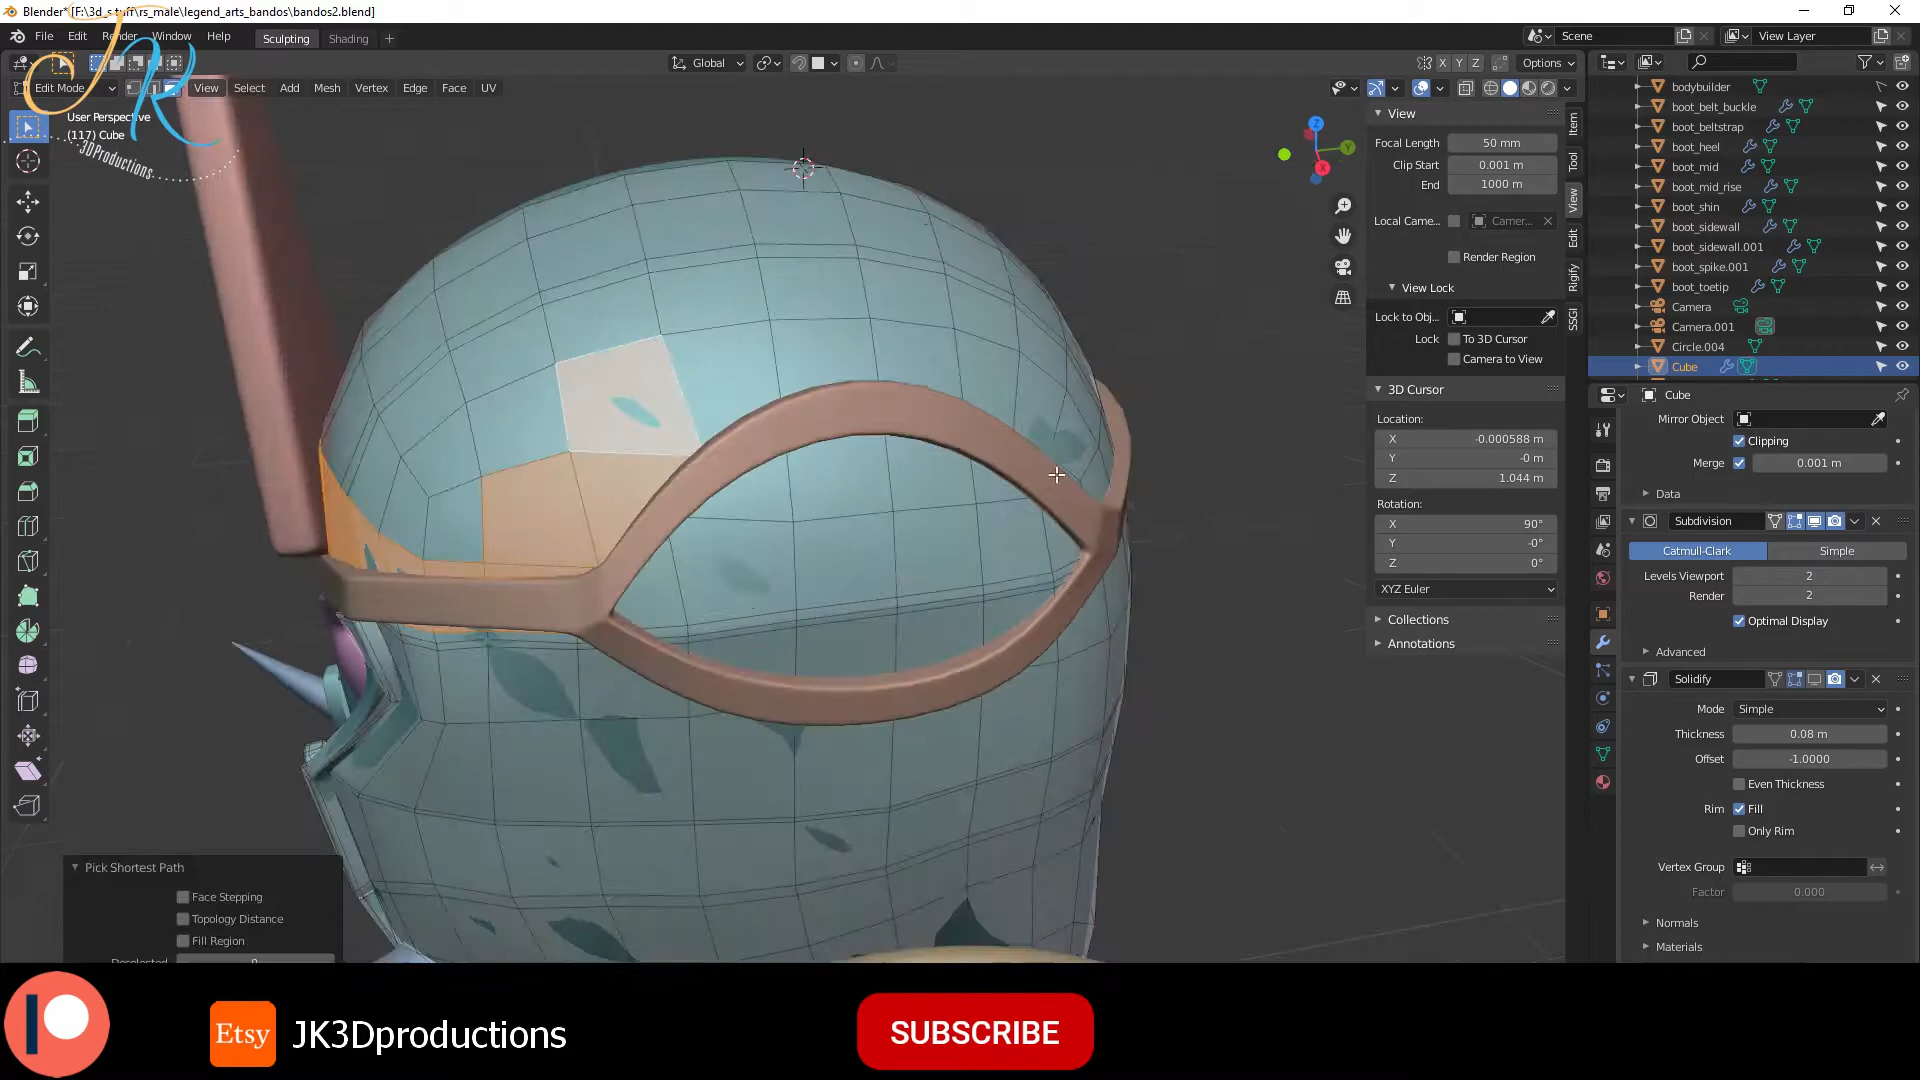 Blender* [F:\3d_stuff\rs_male\legend_arts_bandos\bandos2.blend]
File Edit Render Window Help Sculpting Shading
Scene View Layer
Global X Y Z Options
Edit Mode View Select Add Mesh Vertex Edge Face UV
User Perspective
(117) Cube
JR
3DProductions
Item
Tool
View
Edit
Rigify
SSGI
View
Focal Length 50 mm
Clip Start 0.001 m
End 1000 m
Local Came... Camer...
Render Region
View Lock
Lock to Obj...
Lock To 3D Cursor
Camera to View
3D Cursor
Location:
X -0.000588 m
Y -0 m
Z 1.044 m
Rotation:
X 90°
Y -0°
Z 0°
XYZ Euler
Collections
Annotations
bodybuilder
boot_belt_buckle
boot_beltstrap
boot_heel
boot_mid
boot_mid_rise
boot_shin
boot_sidewall
boot_sidewall.001
boot_spike.001
boot_toetip
Camera
Camera.001
Circle.004
Cube
Cube
Mirror Object
Clipping
Merge 0.001 m
Data
Subdivision
Catmull-Clark Simple
Levels Viewport 2
Render 2
Optimal Display
Advanced
Solidify
Mode Simple
Thickness 0.08 m
Offset -1.0000
Even Thickness
Rim Fill
Only Rim
Vertex Group
Factor 0.000
Normals
Materials
Pick Shortest Path
Face Stepping
Topology Distance
Fill Region
Etsy JK3Dproductions
SUBSCRIBE